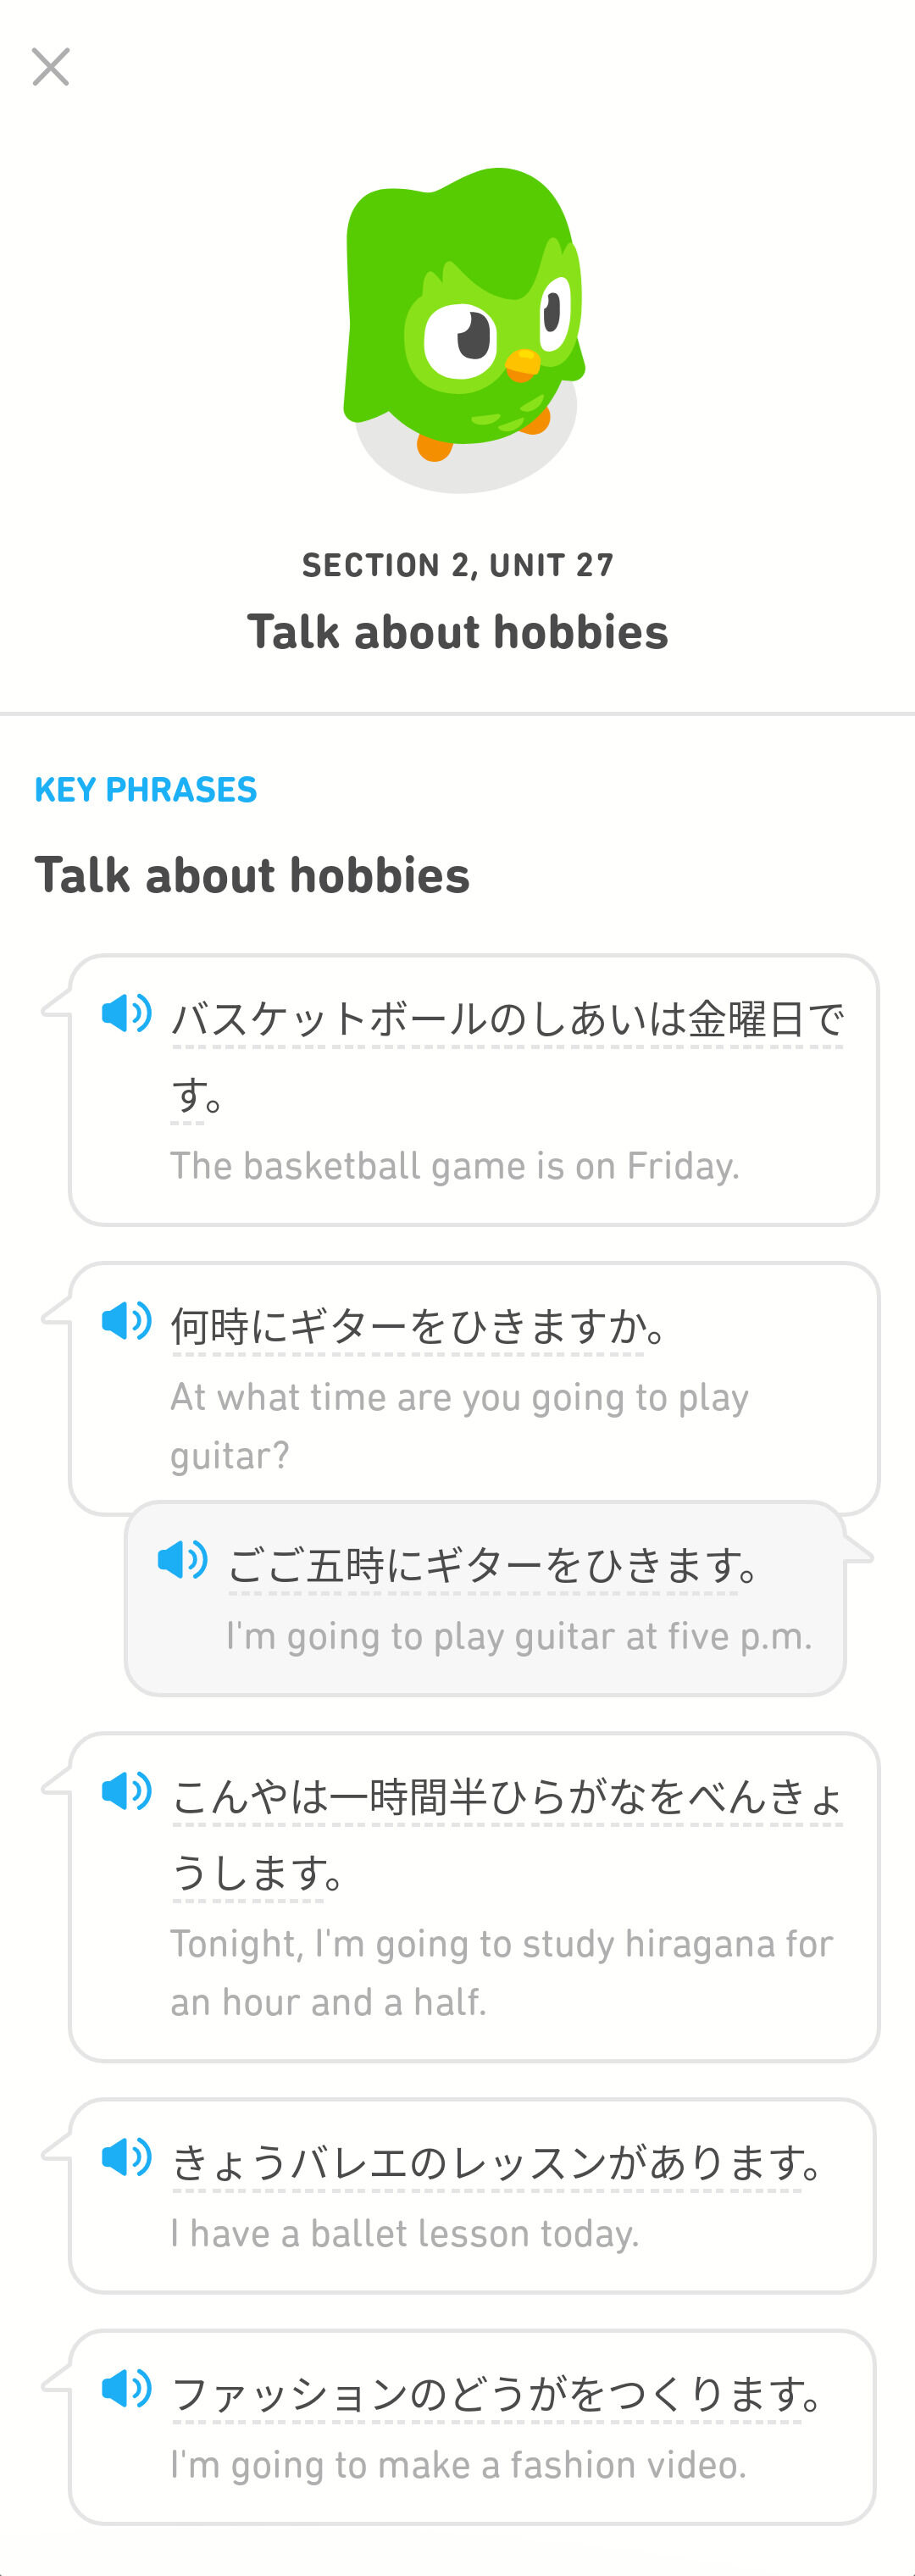 SECTION 2, UNIT 27
Talk about hobbies
KEY PHRASES
Talk about hobbies
バスケットボールのしあいは金曜日で
す。
The basketball game is on Friday.
何時にギターをひきますか。
At what time are you going to play
guitar?
ごご五時にギターをひきます。
I'm going to play guitar at five p.m.
こんやは一時間半ひらがなをべんきょ
うします。
Tonight, I'm going to study hiragana for
an hour and a half.
きょうバレエのレッスンがあります。
I have a ballet lesson today.
ファッションのどうがをつくります。
I'm going to make a fashion video.